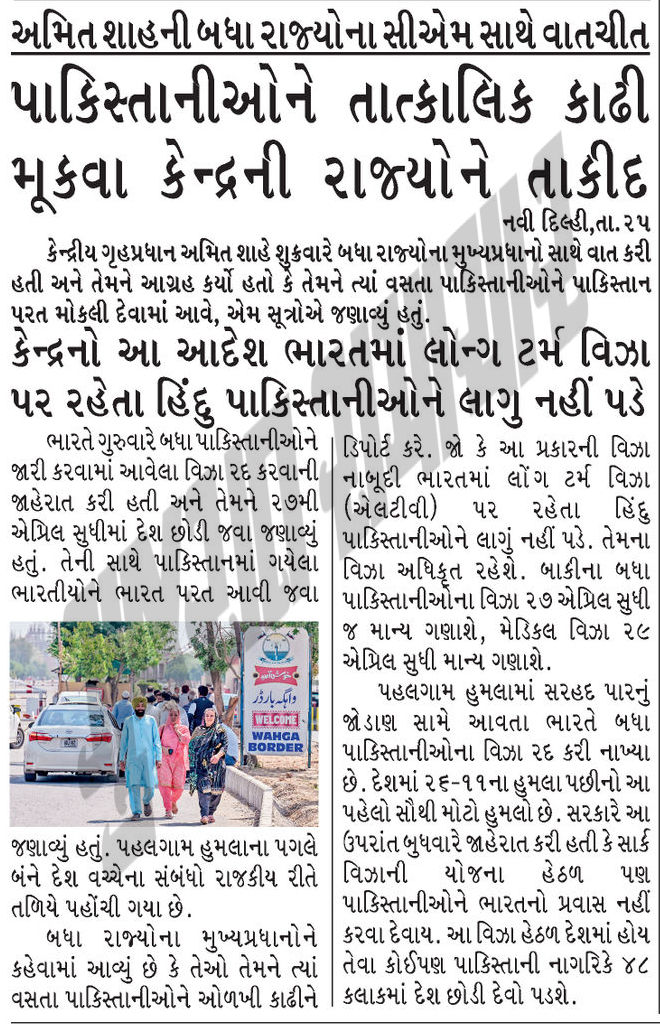 અમિત શાહની બધા રાજ્યોના સીએમ સાથે વાતચીત
પાકિસ્તાનીઓને તાત્કાલિક કાઢી
મૂકવા કેન્દ્રની રાજ્યોને તાકીદ
નવી દિલ્હી,તા.૨૫
કેન્દ્રીય ગૃહપ્રધાન અમિત શાહે શુક્રવારે બધા રાજ્યોના મુખ્યપ્રધાનો સાથે વાત કરી
હતી અને તેમને આગ્રહ કર્યો હતો કે તેમને ત્યાં વસતા પાકિસ્તાનીઓને પાકિસ્તાન
પરત મોકલી દેવામાં આવે, એમ સૂત્રોએ જણાવ્યું હતું.
કેન્દ્રનો આ આદેશ ભારતમાં લોન્ગ ટર્મ વિઝા
પર રહેતા હિંદુ પાકિસ્તાનીઓને લાગુ નહીં પડે
ભારતે ગુરુવારે બધા પાકિસ્તાનીઓને
જારી કરવામાં આવેલા વિઝા રદ કરવાની
જાહેરાત કરી હતી અને તેમને ૨૭મી
એપ્રિલ સુધીમાં દેશ છોડી જવા જણાવ્યું
હતું. તેની સાથે પાકિસ્તાનમાં ગયેલા
ભારતીયોને ભારત પરત આવી જવા
واہگہ بارڈر
WELCOME
WAHGA
BORDER
જણાવ્યું હતું. પહલગામ હુમલાના પગલે
બંને દેશ વચ્ચેના સંબંધો રાજકીય રીતે
તળિયે પહોંચી ગયા છે.
બધા રાજ્યોના મુખ્યપ્રધાનોને
કહેવામાં આવ્યું છે કે તેઓ તેમને ત્યાં
વસતા પાકિસ્તાનીઓને ઓળખી કાઢીને
ડિપોર્ટ કરે. જો કે આ પ્રકારની વિઝા
નાબૂદી ભારતમાં લોંગ ટર્મ વિઝા
(એલટીવી) પર રહેતા હિંદુ
પાકિસ્તાનીઓને લાગું નહીં પડે. તેમના
વિઝા અધિકૃત રહેશે. બાકીના બધા
પાકિસ્તાનીઓના વિઝા ૨૭ એપ્રિલ સુધી
જ માન્ય ગણાશે, મેડિકલ વિઝા ૨૯
એપ્રિલ સુધી માન્ય ગણાશે.
પહલગામ હુમલામાં સરહદ પારનું
જોડાણ સામે આવતા ભારતે બધા
પાકિસ્તાનીઓના વિઝા રદ કરી નાખ્યા
છે. દેશમાં ૨૬-૧૧ના હુમલા પછીનો આ
પહેલો સૌથી મોટો હુમલો છે. સરકારે આ
ઉપરાંત બુધવારે જાહેરાત કરી હતી કે સાર્ક
વિઝાની યોજના હેઠળ પણ
પાકિસ્તાનીઓને ભારતનો પ્રવાસ નહીં
કરવા દેવાય. આ વિઝા હેઠળ દેશમાં હોય
તેવા કોઈપણ પાકિસ્તાની નાગરિકે ૪૮
કલાકમાં દેશ છોડી દેવો પડશે.